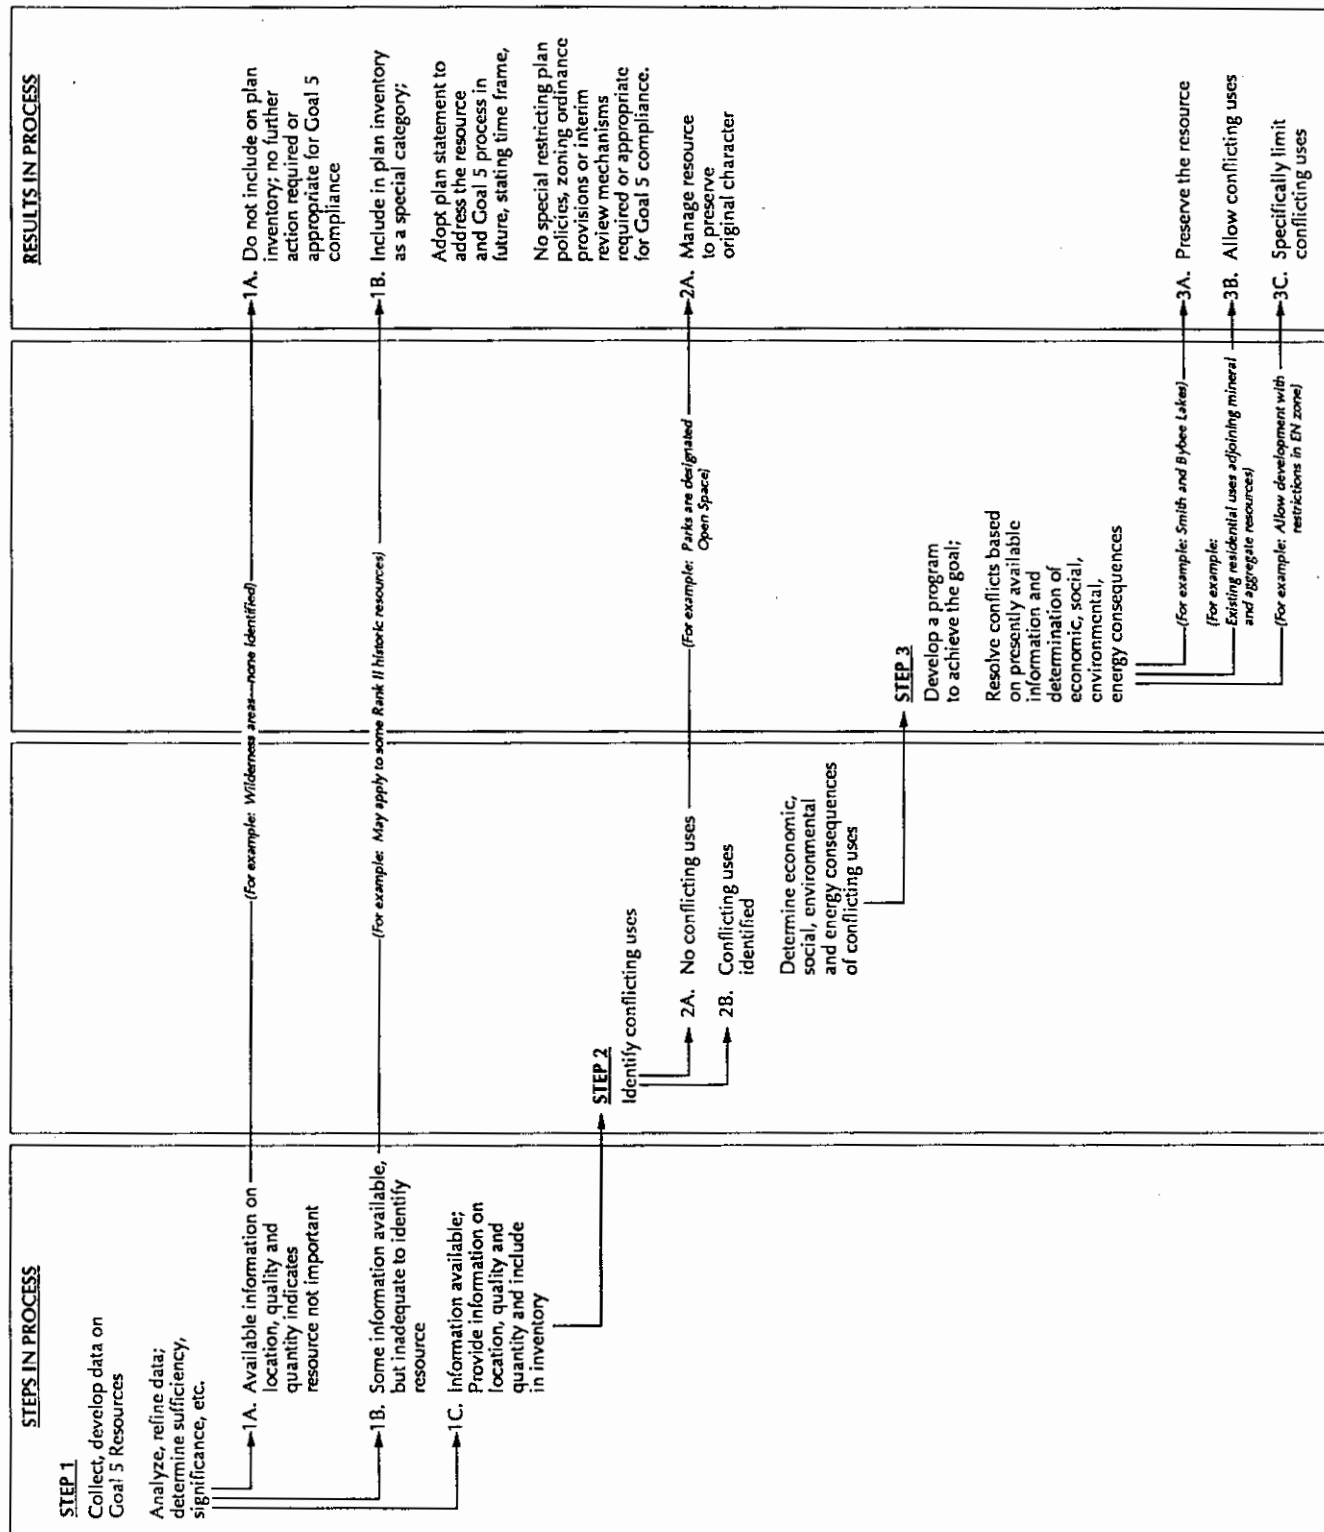 STEPS IN PROCESS
STEP 1
Collect, develop data on
Goal 5 Resources
Analyze, refine data;
determine sufficiency,
significance, etc.
1A. Available information on
location, quality and
quantity indicates
resource not important
1B. Some information available,
but inadequate to identify
resource
1C. Information available;
Provide information on
location, quality and
quantity and include
in inventory
STEP 2
Identify conflicting uses
2A. No conflicting uses
2B. Conflicting uses
identified
Determine economic,
social, environmental
and energy consequences
of conflicting uses
STEP 3
Develop a program
to achieve the goal;
Resolve conflicts based
on presently available
information and
determination of
economic, social,
environmental,
energy consequences
(For example: Wilderness areas—none Identified)
(For example: May apply to some Rank II historic resources)
(For example: Parks are designated
Open Space)
(For example: Smith and Bybee Lakes)
(For example:
Existing residential uses adjoining mineral
and aggregate resources)
(For example: Allow development with
restrictions in EN zone)
RESULTS IN PROCESS
1A. Do not include on plan
inventory; no further
action required or
appropriate for Goal 5
compliance
1B. Include in plan inventory
as a special category;
Adopt plan statement to
address the resource
and Goal 5 process in
future, stating time frame,
No special restricting plan
policies, zoning ordinance
provisions or interim
review mechanisms
required or appropriate
for Goal 5 compliance.
2A. Manage resource
to preserve
original character
3A. Preserve the resource
3B. Allow conflicting uses
3C. Specifically limit
conflicting uses